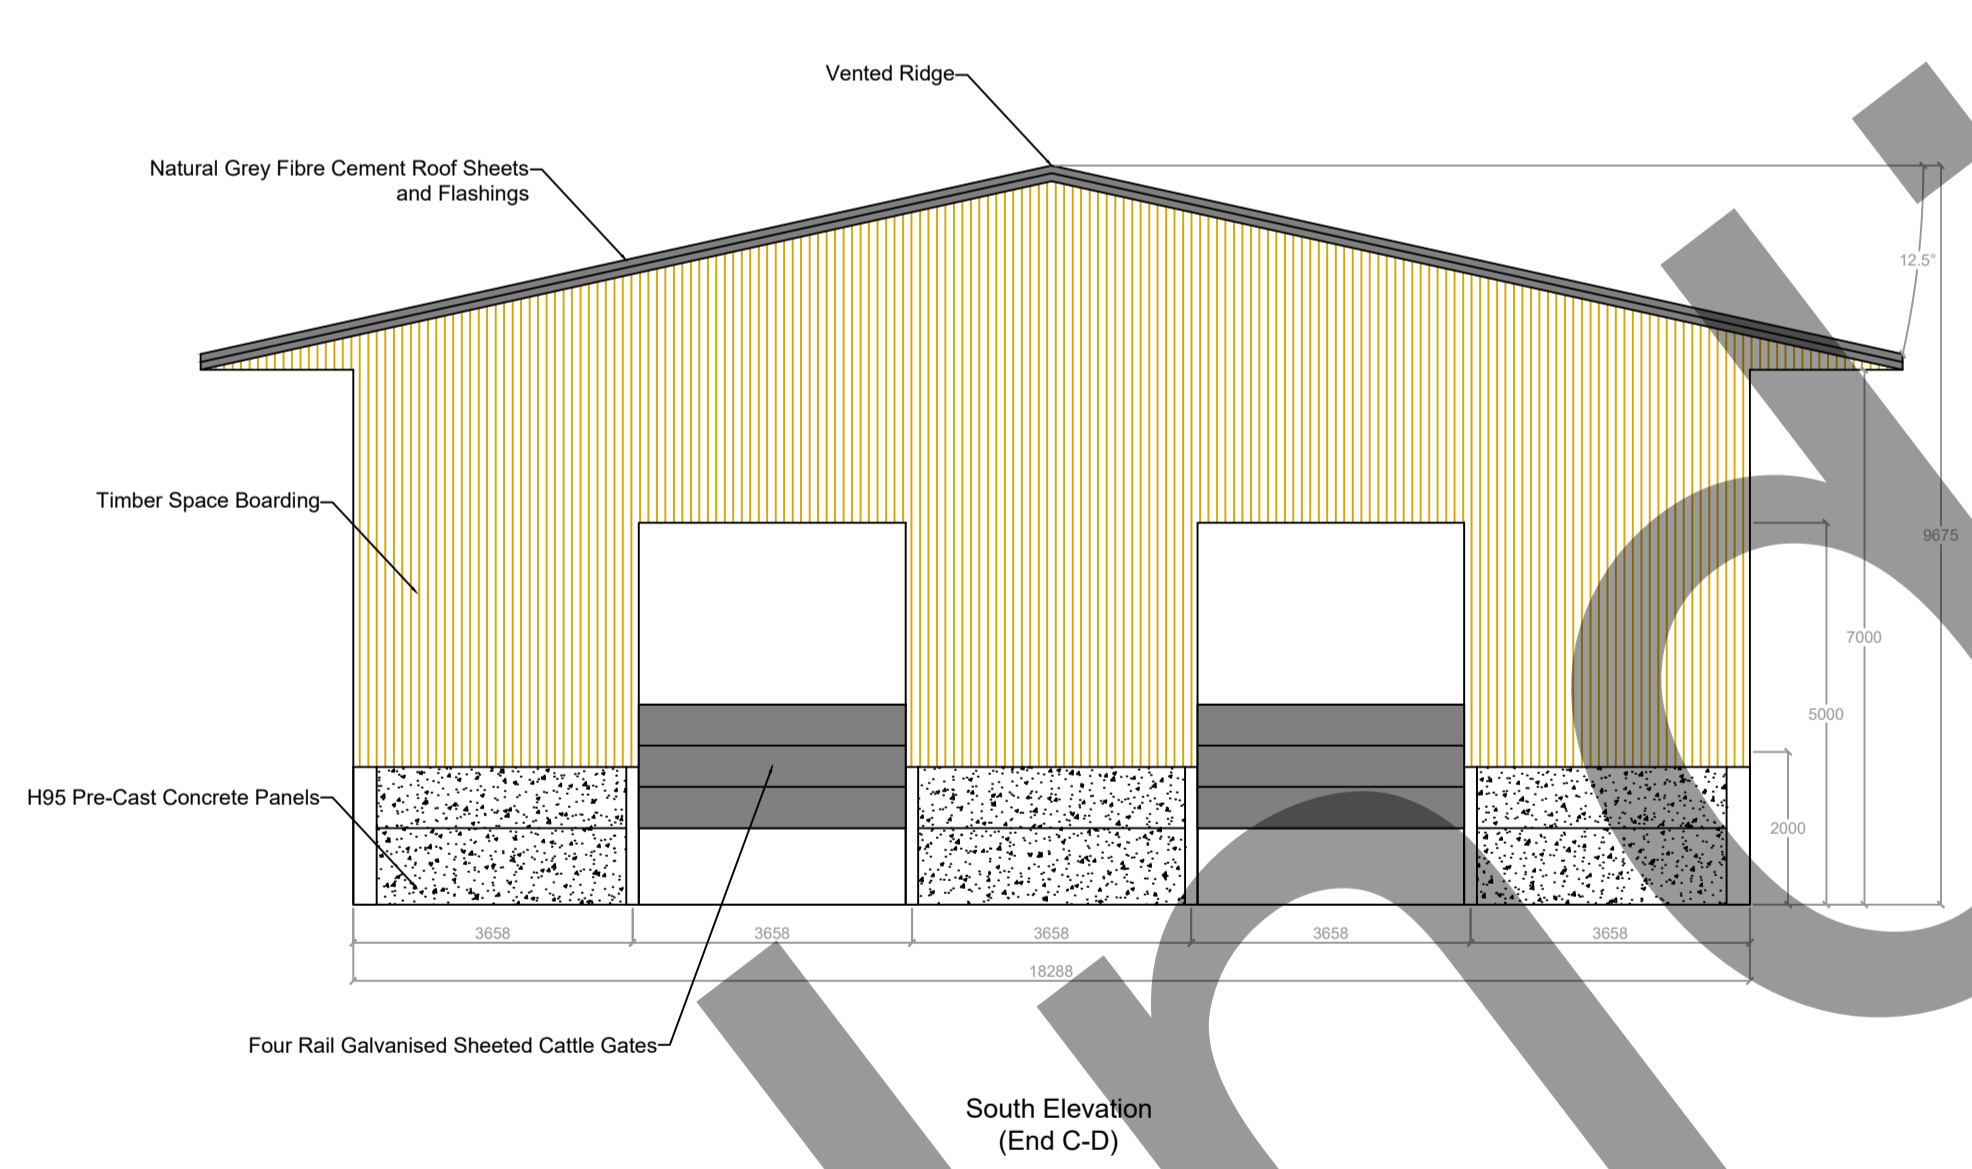 Vented Ridge
Natural Grey Fibre Cement Roof Sheets
and Flashings
12.5°
Timber Space Boarding
9675
7000
5000
H95 Pre-Cast Concrete Panels
2000
3658 3658 3658 3658 3658
18288
Four Rail Galvanised Sheeted Cattle Gates
South Elevation
(End C-D)